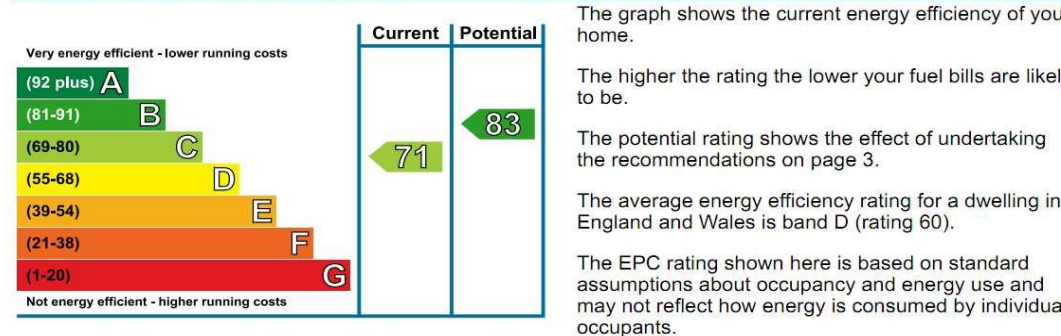 Current Potential
Very energy efficient - lower running costs
(92 plus) A
(81-91) B
(69-80) C
(55-68) D
(39-54) E
(21-38) F
(1-20) G
Not energy efficient - higher running costs
71
83
The graph shows the current energy efficiency of you
home.
The higher the rating the lower your fuel bills are likel
to be.
The potential rating shows the effect of undertaking
the recommendations on page 3.
The average energy efficiency rating for a dwelling in
England and Wales is band D (rating 60).
The EPC rating shown here is based on standard
assumptions about occupancy and energy use and
may not reflect how energy is consumed by individua
occupants.